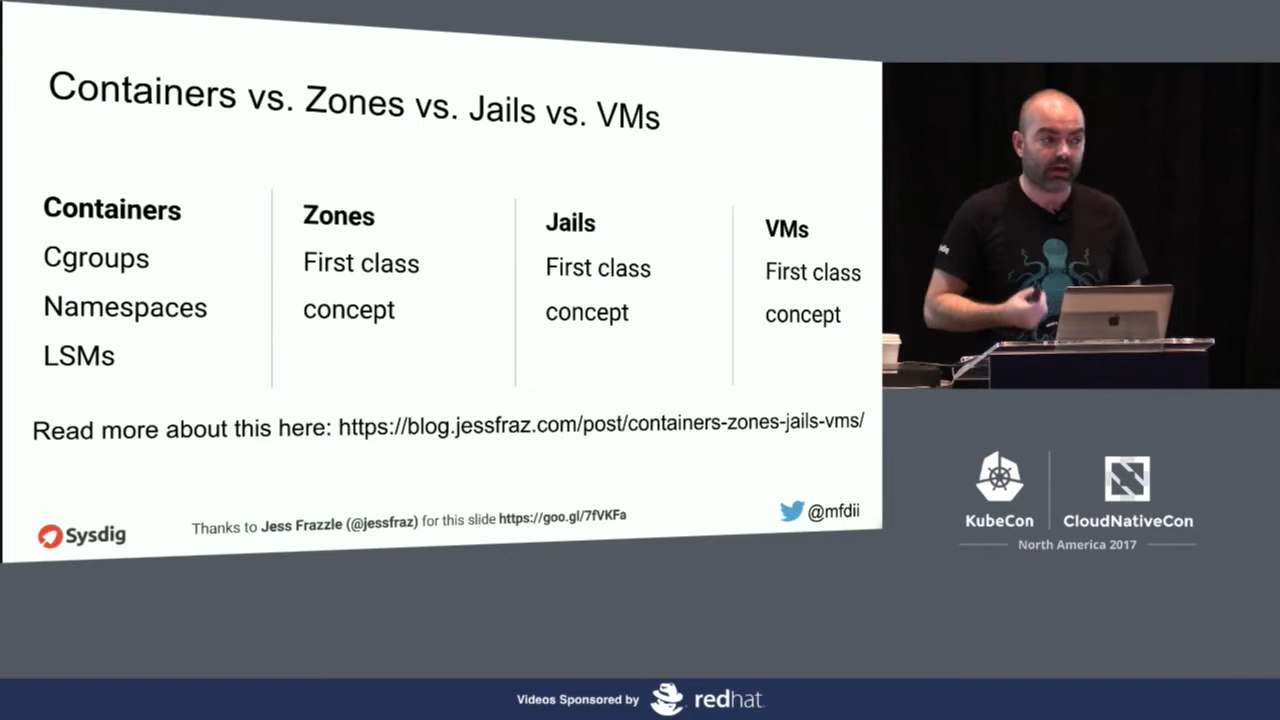 Containers vs. Zones vs. Jails vs. VMs
Containers
Cgroups
Namespaces
LSMs
Zones
First class
concept
Jails
First class
concept
VMs
First class
concept
Read more about this here: https://blog.jessfraz.com/post/containers-zones-jails-vms/
Sysdig
Thanks to Jess Frazzle (@jessfraz) for this slide https://goo.gl/7fVKFa
@mfdii
KubeCon
CloudNativeCon
North America 2017
Videos Sponsored by
redhat.